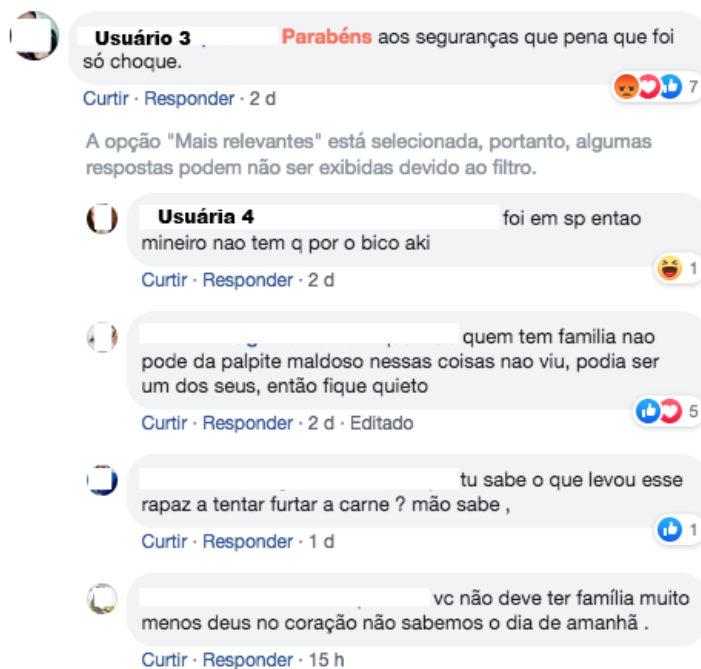 Usuário 3 Parabéns aos seguranças que pena que foi
só choque.
7
Curtir · Responder · 2 d
A opção "Mais relevantes" está selecionada, portanto, algumas
respostas podem não ser exibidas devido ao filtro.
Usuária 4 foi em sp entao
mineiro nao tem q por o bico aki
1
Curtir · Responder · 2 d
quem tem familia nao
pode da palpite maldoso nessas coisas nao viu, podia ser
um dos seus, então fique quieto
5
Curtir · Responder · 2 d · Editado
tu sabe o que levou esse
rapaz a tentar furtar a carne ? mão sabe ,
1
Curtir · Responder · 1 d
vc não deve ter família muito
menos deus no coração não sabemos o dia de amanhã .
Curtir · Responder · 15 h